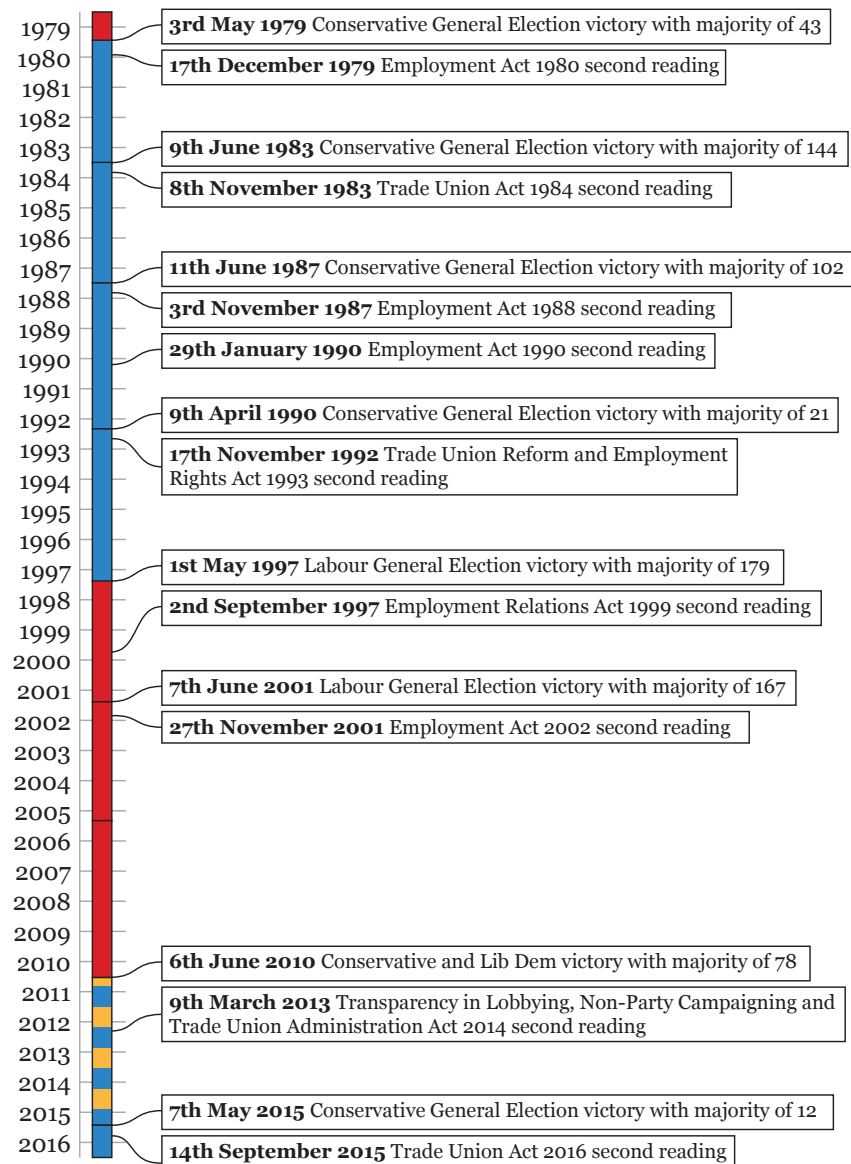 1979
3rd May 1979 Conservative General Election victory with majority of 43
1980
17th December 1979 Employment Act 1980 second reading
1981
1982
1983
9th June 1983 Conservative General Election victory with majority of 144
1984
8th November 1983 Trade Union Act 1984 second reading
1985
1986
1987
11th June 1987 Conservative General Election victory with majority of 102
1988
3rd November 1987 Employment Act 1988 second reading
1989
1990
29th January 1990 Employment Act 1990 second reading
1991
1992
9th April 1990 Conservative General Election victory with majority of 21
1993
17th November 1992 Trade Union Reform and Employment
Rights Act 1993 second reading
1994
1995
1996
1997
1st May 1997 Labour General Election victory with majority of 179
1998
2nd September 1997 Employment Relations Act 1999 second reading
1999
2000
2001
7th June 2001 Labour General Election victory with majority of 167
2002
27th November 2001 Employment Act 2002 second reading
2003
2004
2005
2006
2007
2008
2009
2010
6th June 2010 Conservative and Lib Dem victory with majority of 78
2011
9th March 2013 Transparency in Lobbying, Non-Party Campaigning and
Trade Union Administration Act 2014 second reading
2012
2013
2014
2015
7th May 2015 Conservative General Election victory with majority of 12
2016
14th September 2015 Trade Union Act 2016 second reading